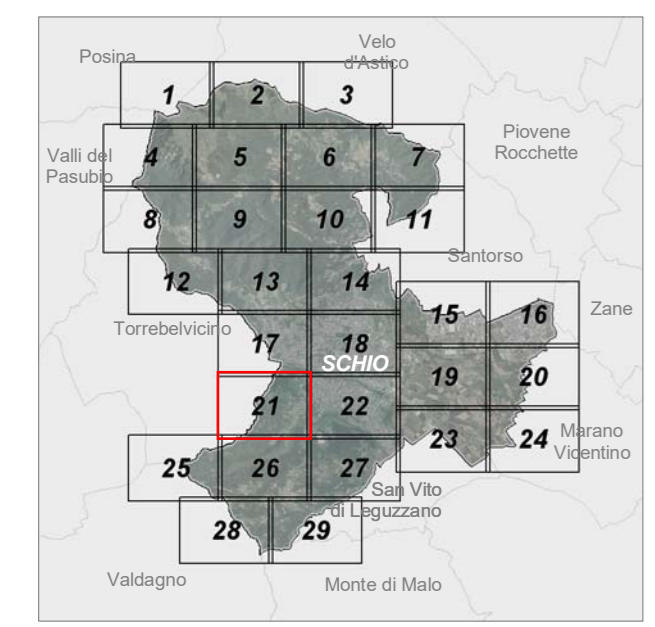 Velo
d'Astico
Posina
1
2
3
Piovene
Rocchette
Valli del
Pasubio
4
5
6
7
8
9
10
11
Santorso
12
13
14
15
16
Zane
Torrebelvicino
17
18
SCHIO
19
20
21
22
23
24
Marano
Vicentino
25
26
27
San Vito
di Leguzzano
28
29
Valdagno
Monte di Malo